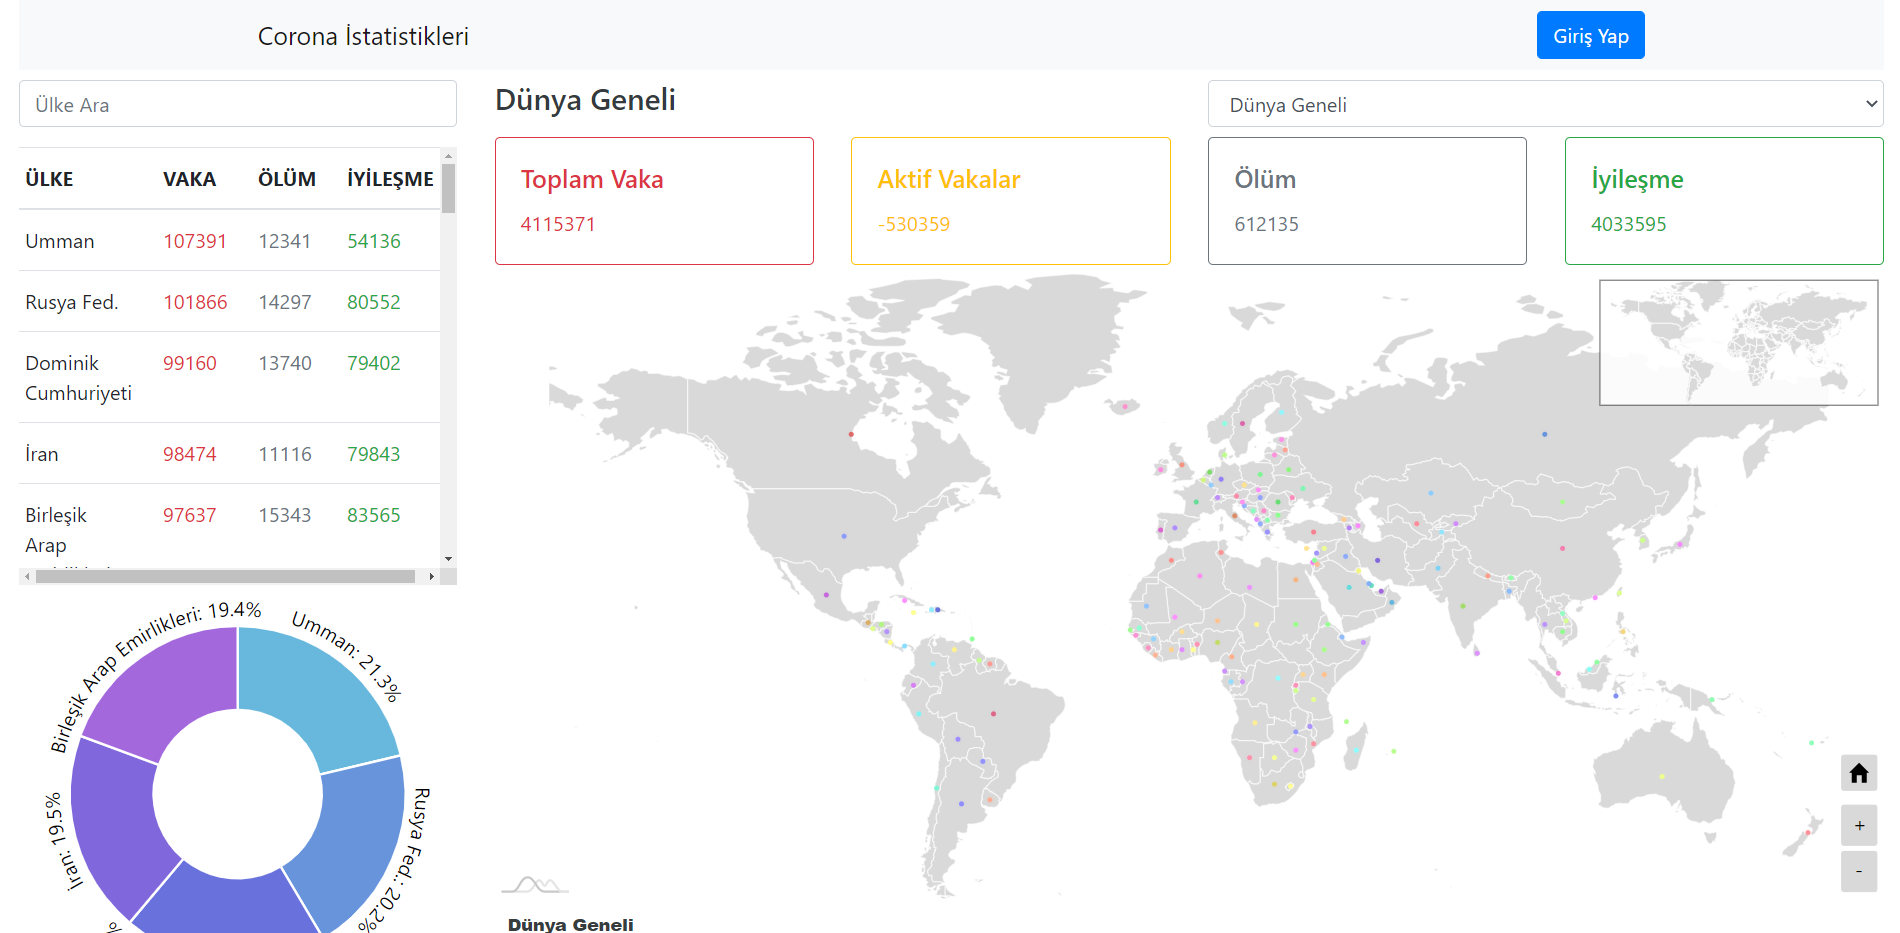 Corona İstatistikleri
Giriş Yap
Ülke Ara
Dünya Geneli
Dünya Geneli
ÜLKE VAKA ÖLÜM İYİLEŞME
Umman 107391 12341 54136
Rusya Fed. 101866 14297 80552
Dominik Cumhuriyeti 99160 13740 79402
İran 98474 11116 79843
Birleşik Arap 97637 15343 83565
Toplam Vaka
4115371
Aktif Vakalar
-530359
Ölüm
612135
İyileşme
4033595
Birleşik Arap Emirlikleri: 19.4%
Umman: 21.3%
İran: 19.5%
Rusya Fed.: 20.2%
%
+
-
Dünya Geneli